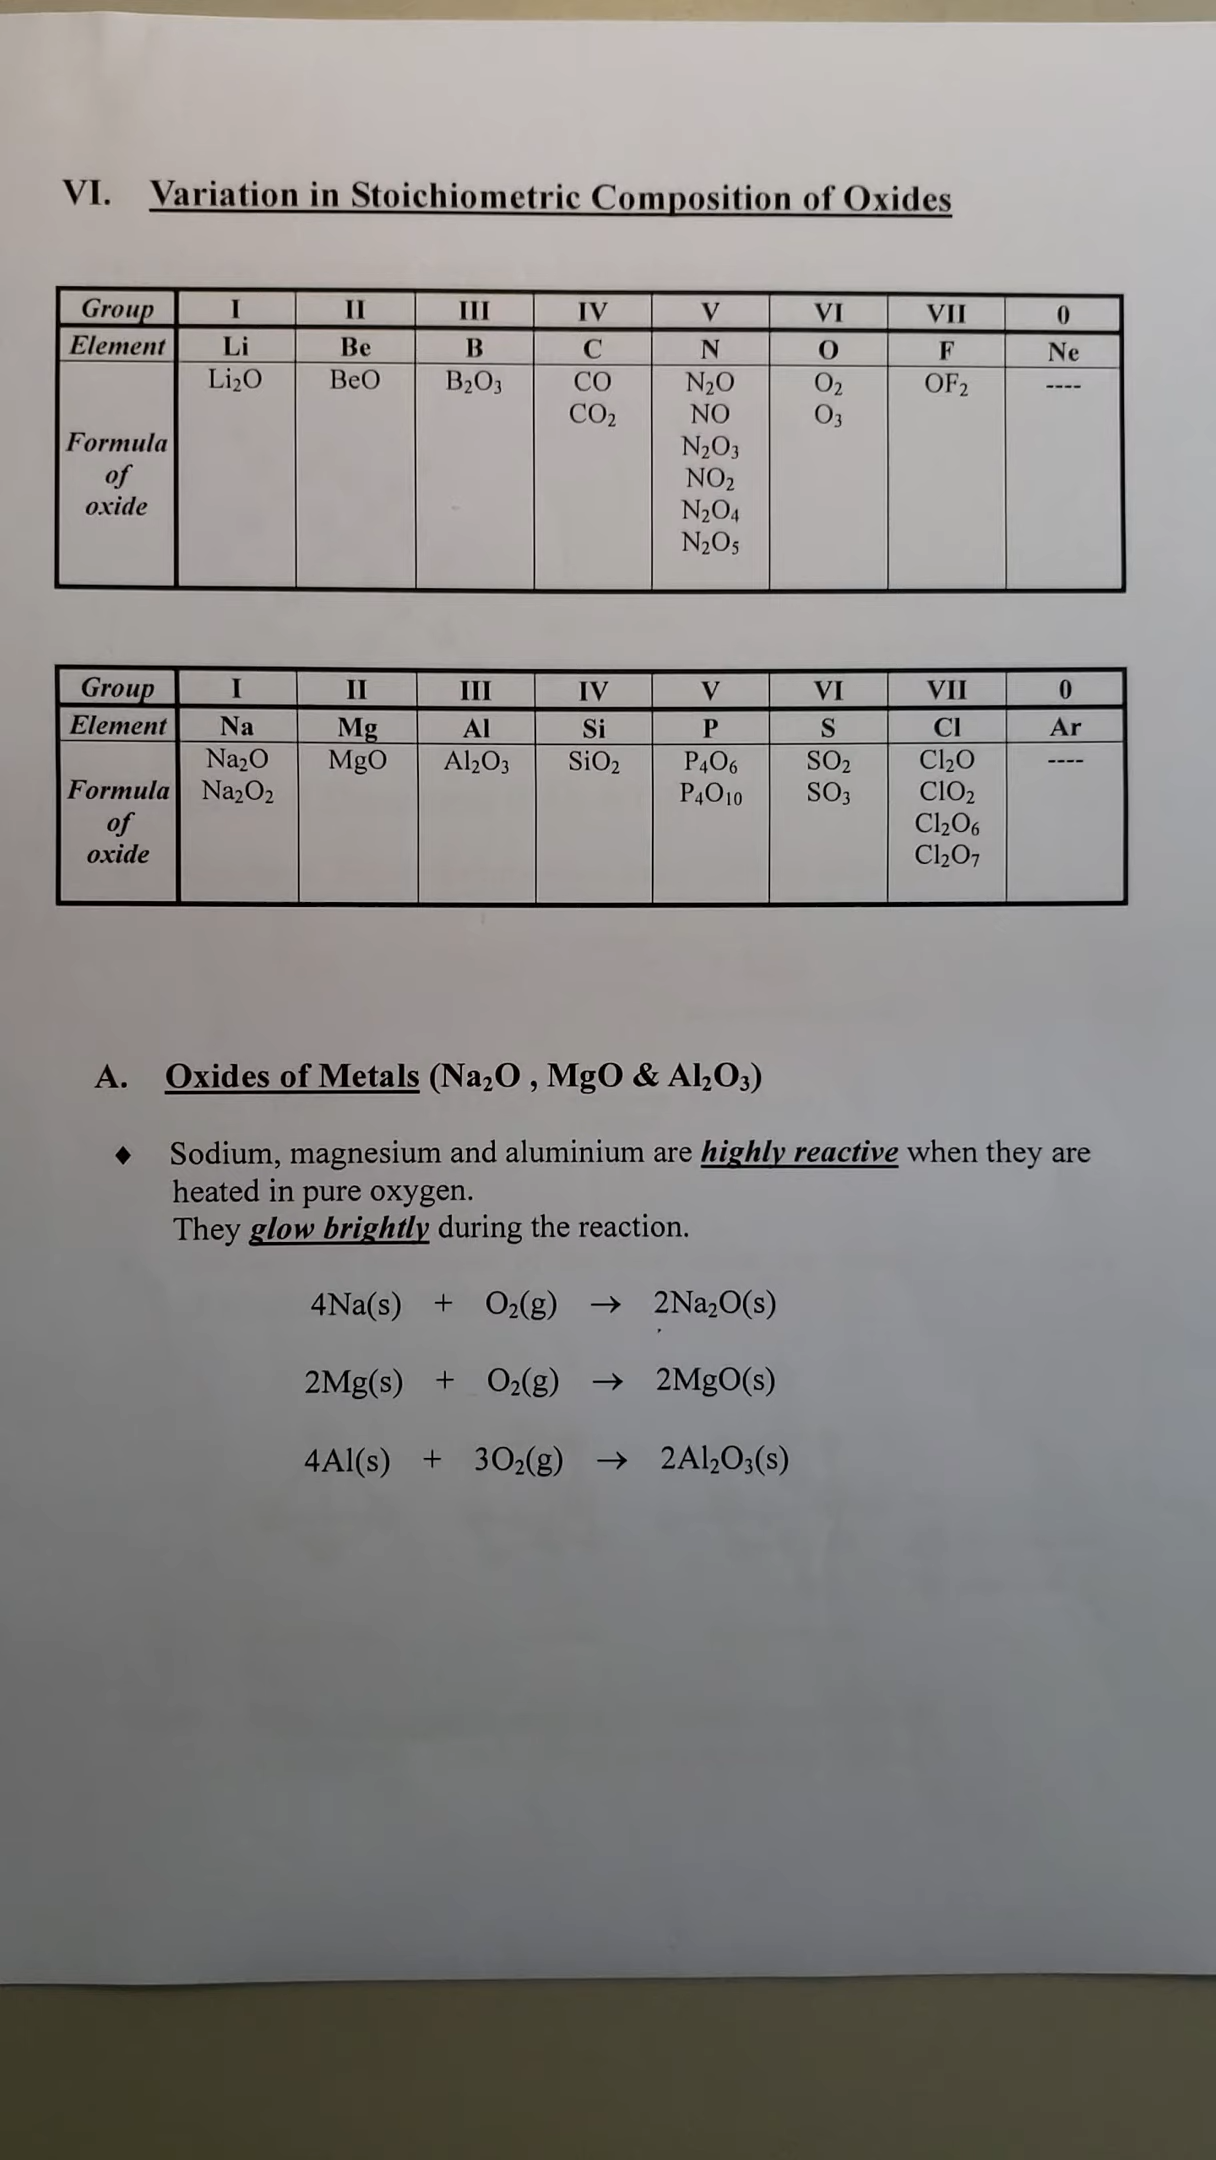 VI. Variation in Stoichiometric Composition of Oxides
Group I II III IV V VI VII 0
Element Li Be B C N O F Ne
Li₂O BeO B₂O₃ CO N₂O O₂ OF₂ ----
CO₂ NO O₃
Formula N₂O₃
of NO₂
oxide N₂O₄
N₂O₅
Group I II III IV V VI VII 0
Element Na Mg Al Si P S Cl Ar
Na₂O MgO Al₂O₃ SiO₂ P₄O₆ SO₂ Cl₂O ----
Formula Na₂O₂ P₄O₁₀ SO₃ ClO₂
of Cl₂O₆
oxide Cl₂O₇
A. Oxides of Metals (Na₂O , MgO & Al₂O₃)
♦ Sodium, magnesium and aluminium are highly reactive when they are
heated in pure oxygen.
They glow brightly during the reaction.
4Na(s) + O₂(g) → 2Na₂O(s)
2Mg(s) + O₂(g) → 2MgO(s)
4Al(s) + 3O₂(g) → 2Al₂O₃(s)